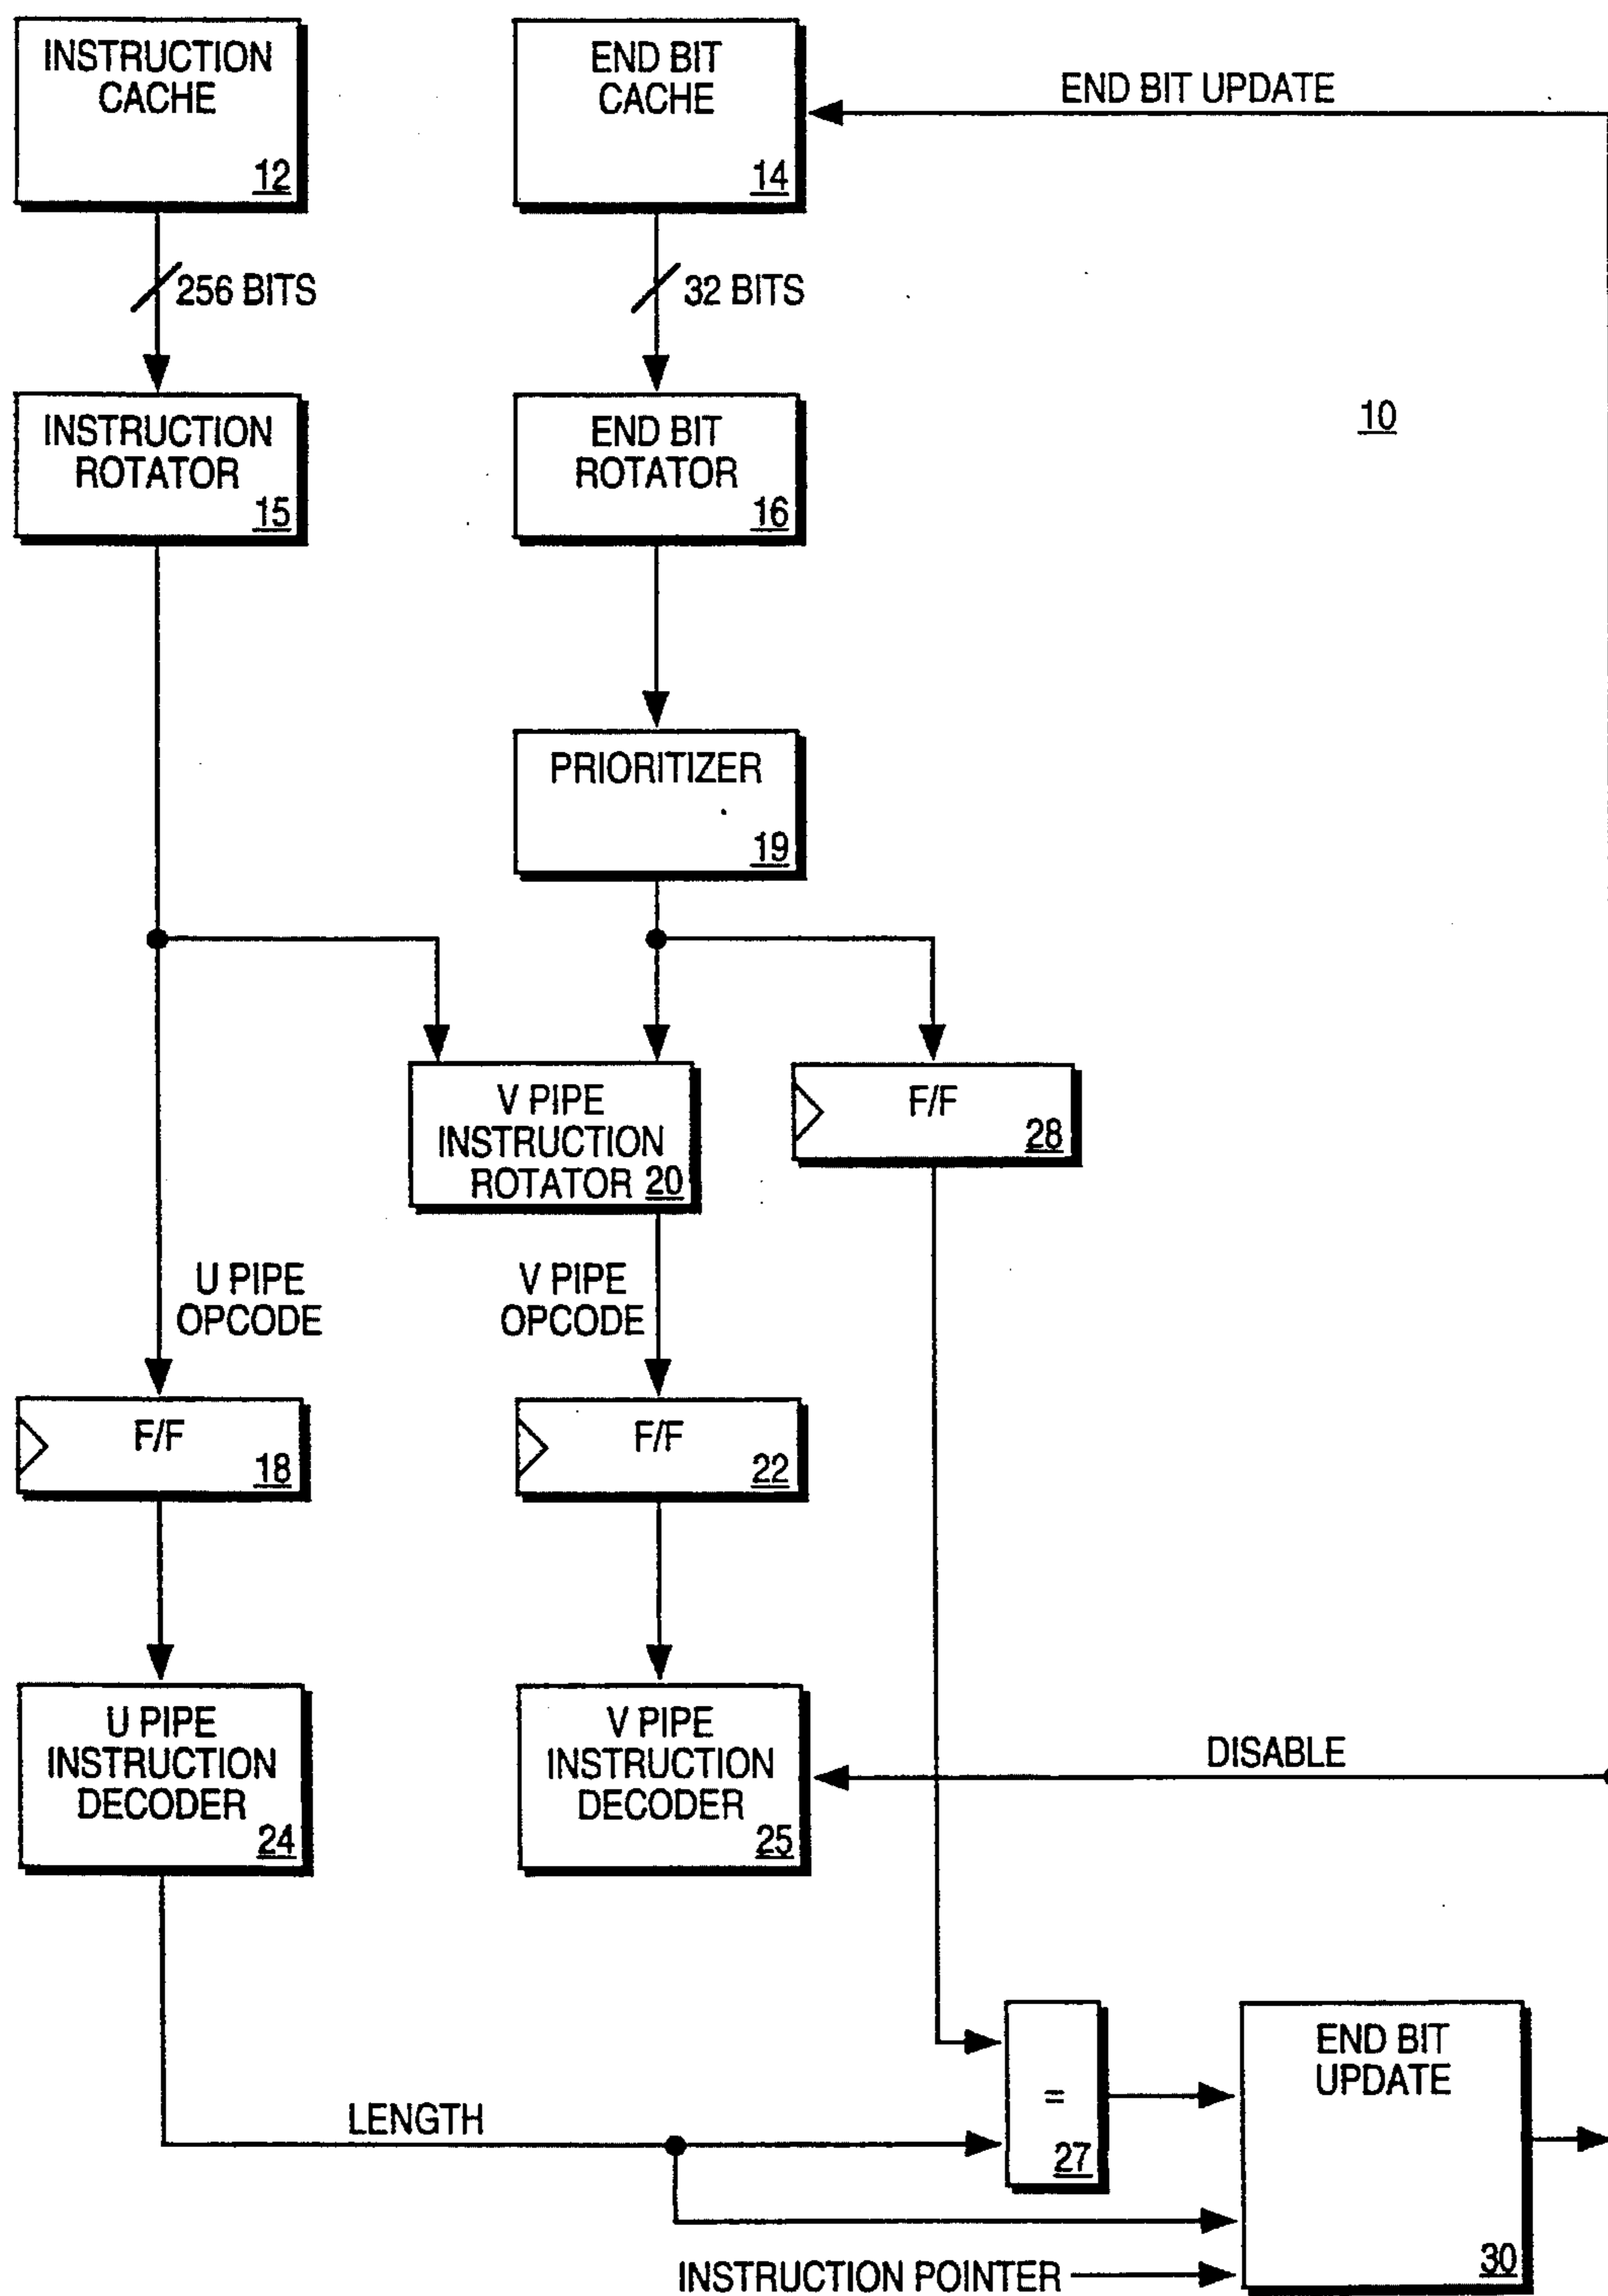 INSTRUCTION
CACHE
12
END BIT
CACHE
14
END BIT UPDATE
256 BITS
32 BITS
INSTRUCTION
ROTATOR
15
END BIT
ROTATOR
16
10
PRIORITIZER
19
V PIPE
INSTRUCTION
ROTATOR 20
F/F
28
U PIPE
OPCODE
V PIPE
OPCODE
F/F
18
F/F
22
U PIPE
INSTRUCTION
DECODER
24
V PIPE
INSTRUCTION
DECODER
25
DISABLE
LENGTH
=
27
END BIT
UPDATE
30
INSTRUCTION POINTER